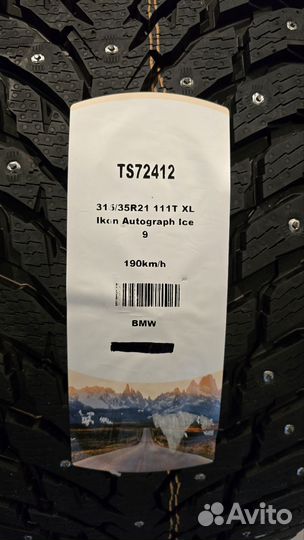 TS72412
315/35R21 111T XL
Ikon Autograph Ice
9
190km/h
BMW
Avito